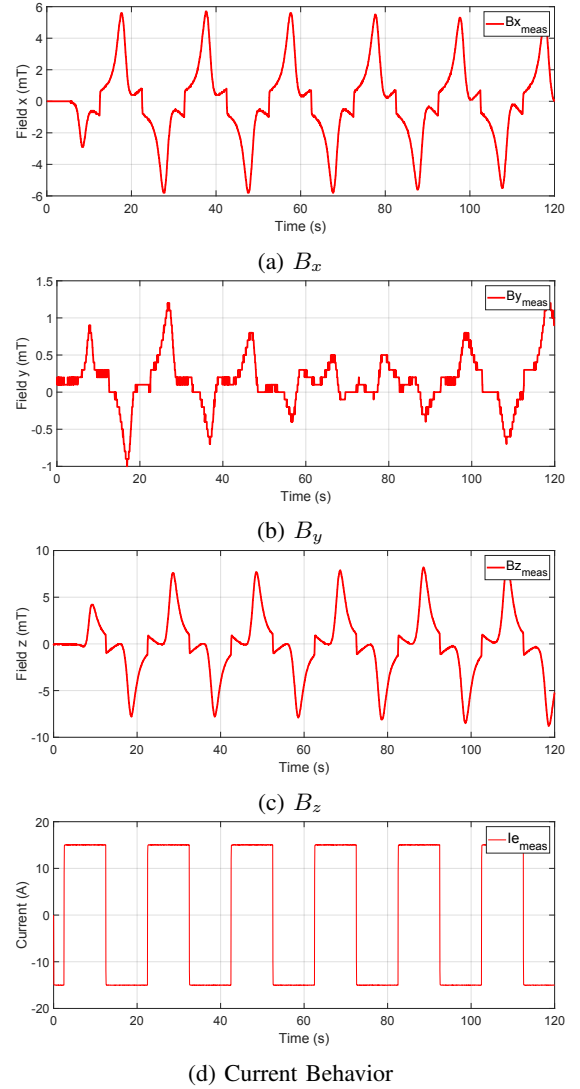 6
4
2
0
-2
-4
-6
Field x (mT)
Bx_meas
0 20 40 60 80 100 120
Time (s)
(a) B_x
1.5
1
0.5
0
-0.5
-1
Field y (mT)
By_meas
0 20 40 60 80 100 120
Time (s)
(b) B_y
10
5
0
-5
-10
Field z (mT)
Bz_meas
0 20 40 60 80 100 120
Time (s)
(c) B_z
20
10
0
-10
-20
Current (A)
Ie_meas
0 20 40 60 80 100 120
Time (s)
(d) Current Behavior